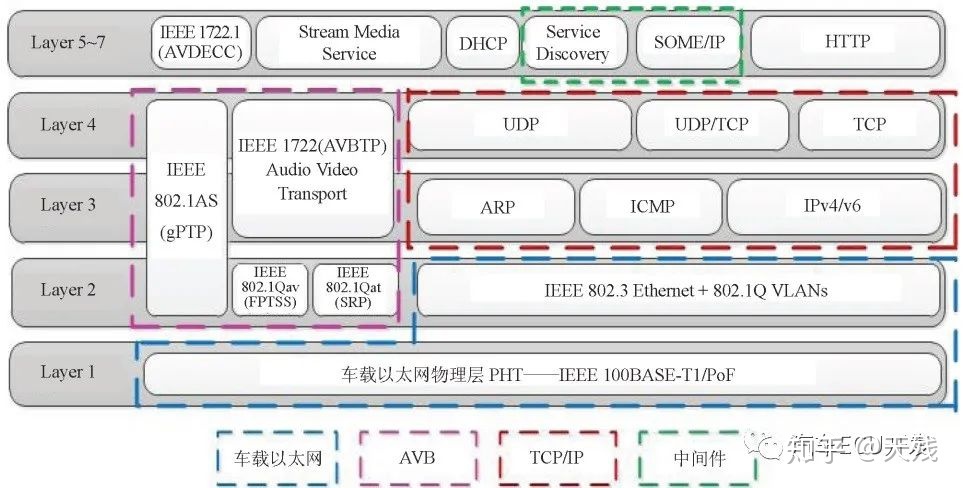 Layer 5~7
IEEE 1722.1
(AVDECC)
Stream Media
Service
DHCP
Service
Discovery
SOME/IP
HTTP
Layer 4
UDP
UDP/TCP
TCP
IEEE
802.1AS
(gPTP)
IEEE 1722(AVBTP)
Audio Video
Transport
Layer 3
ARP
ICMP
IPv4/v6
Layer 2
IEEE
802.1Qav
(FPTSS)
IEEE
802.1Qat
(SRP)
IEEE 802.3 Ethernet + 802.1Q VLANs
Layer 1
车载以太网物理层 PHT——IEEE 100BASE-T1/PoF
车载以太网
AVB
TCP/IP
中间件
知乎 @天残